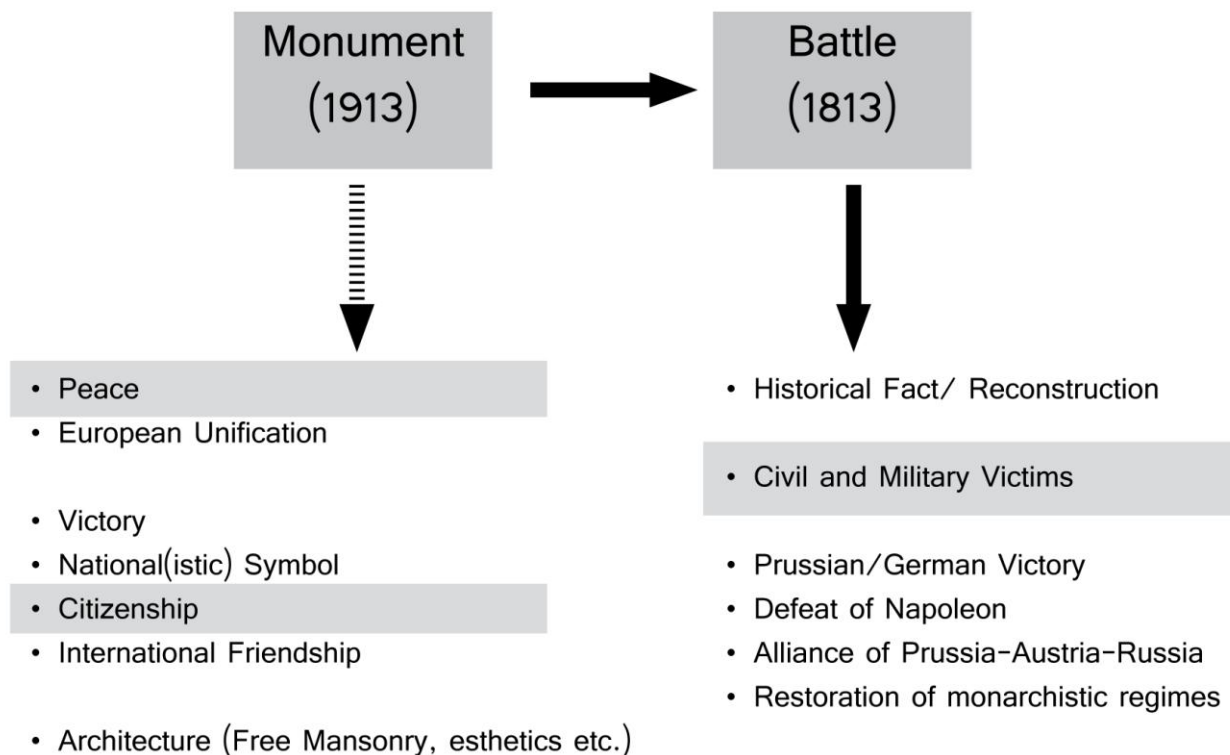 Monument
(1913)
Battle
(1813)
• Peace
• European Unification
• Victory
• National(istic) Symbol
• Citizenship
• International Friendship
• Architecture (Free Mansonry, esthetics etc.)
• Historical Fact/ Reconstruction
• Civil and Military Victims
• Prussian/German Victory
• Defeat of Napoleon
• Alliance of Prussia-Austria-Russia
• Restoration of monarchistic regimes